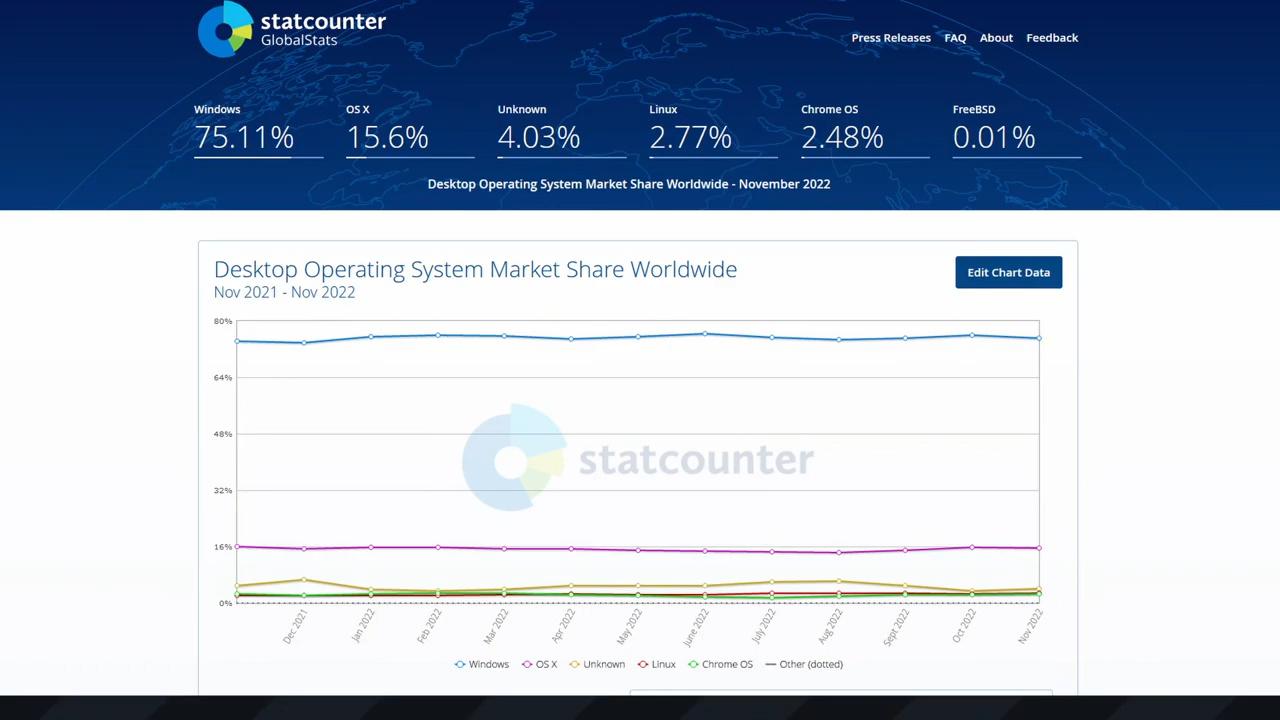 statcounter
GlobalStats
Press Releases FAQ About Feedback
Windows OS X Unknown Linux Chrome OS FreeBSD
75.11% 15.6% 4.03% 2.77% 2.48% 0.01%
Desktop Operating System Market Share Worldwide - November 2022
Desktop Operating System Market Share Worldwide
Edit Chart Data
Nov 2021 - Nov 2022
80%
64%
48%
statcounter
32%
16%
0%
Dec 2021 Jan 2022 Feb 2022 Mar 2022 Apr 2022 May 2022 June 2022 July 2022 Aug 2022 Sept 2022 Oct 2022 Nov 2022
Windows OS X Unknown Linux Chrome OS Other (dotted)